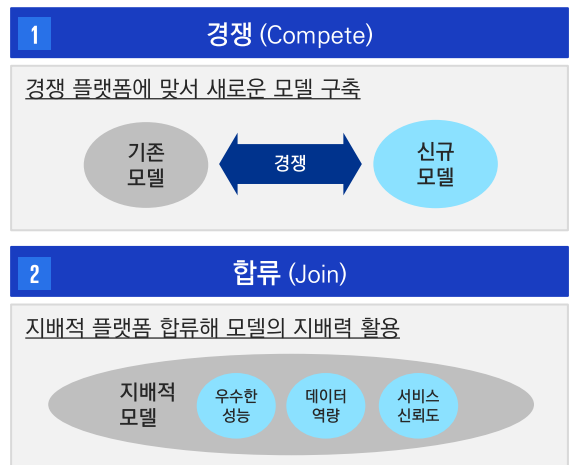 1
경쟁 (Compete)
경쟁 플랫폼에 맞서 새로운 모델 구축
기존
모델
경쟁
신규
모델
2
합류 (Join)
지배적 플랫폼 합류해 모델의 지배력 활용
지배적
모델
우수한
성능
데이터
역량
서비스
신뢰도